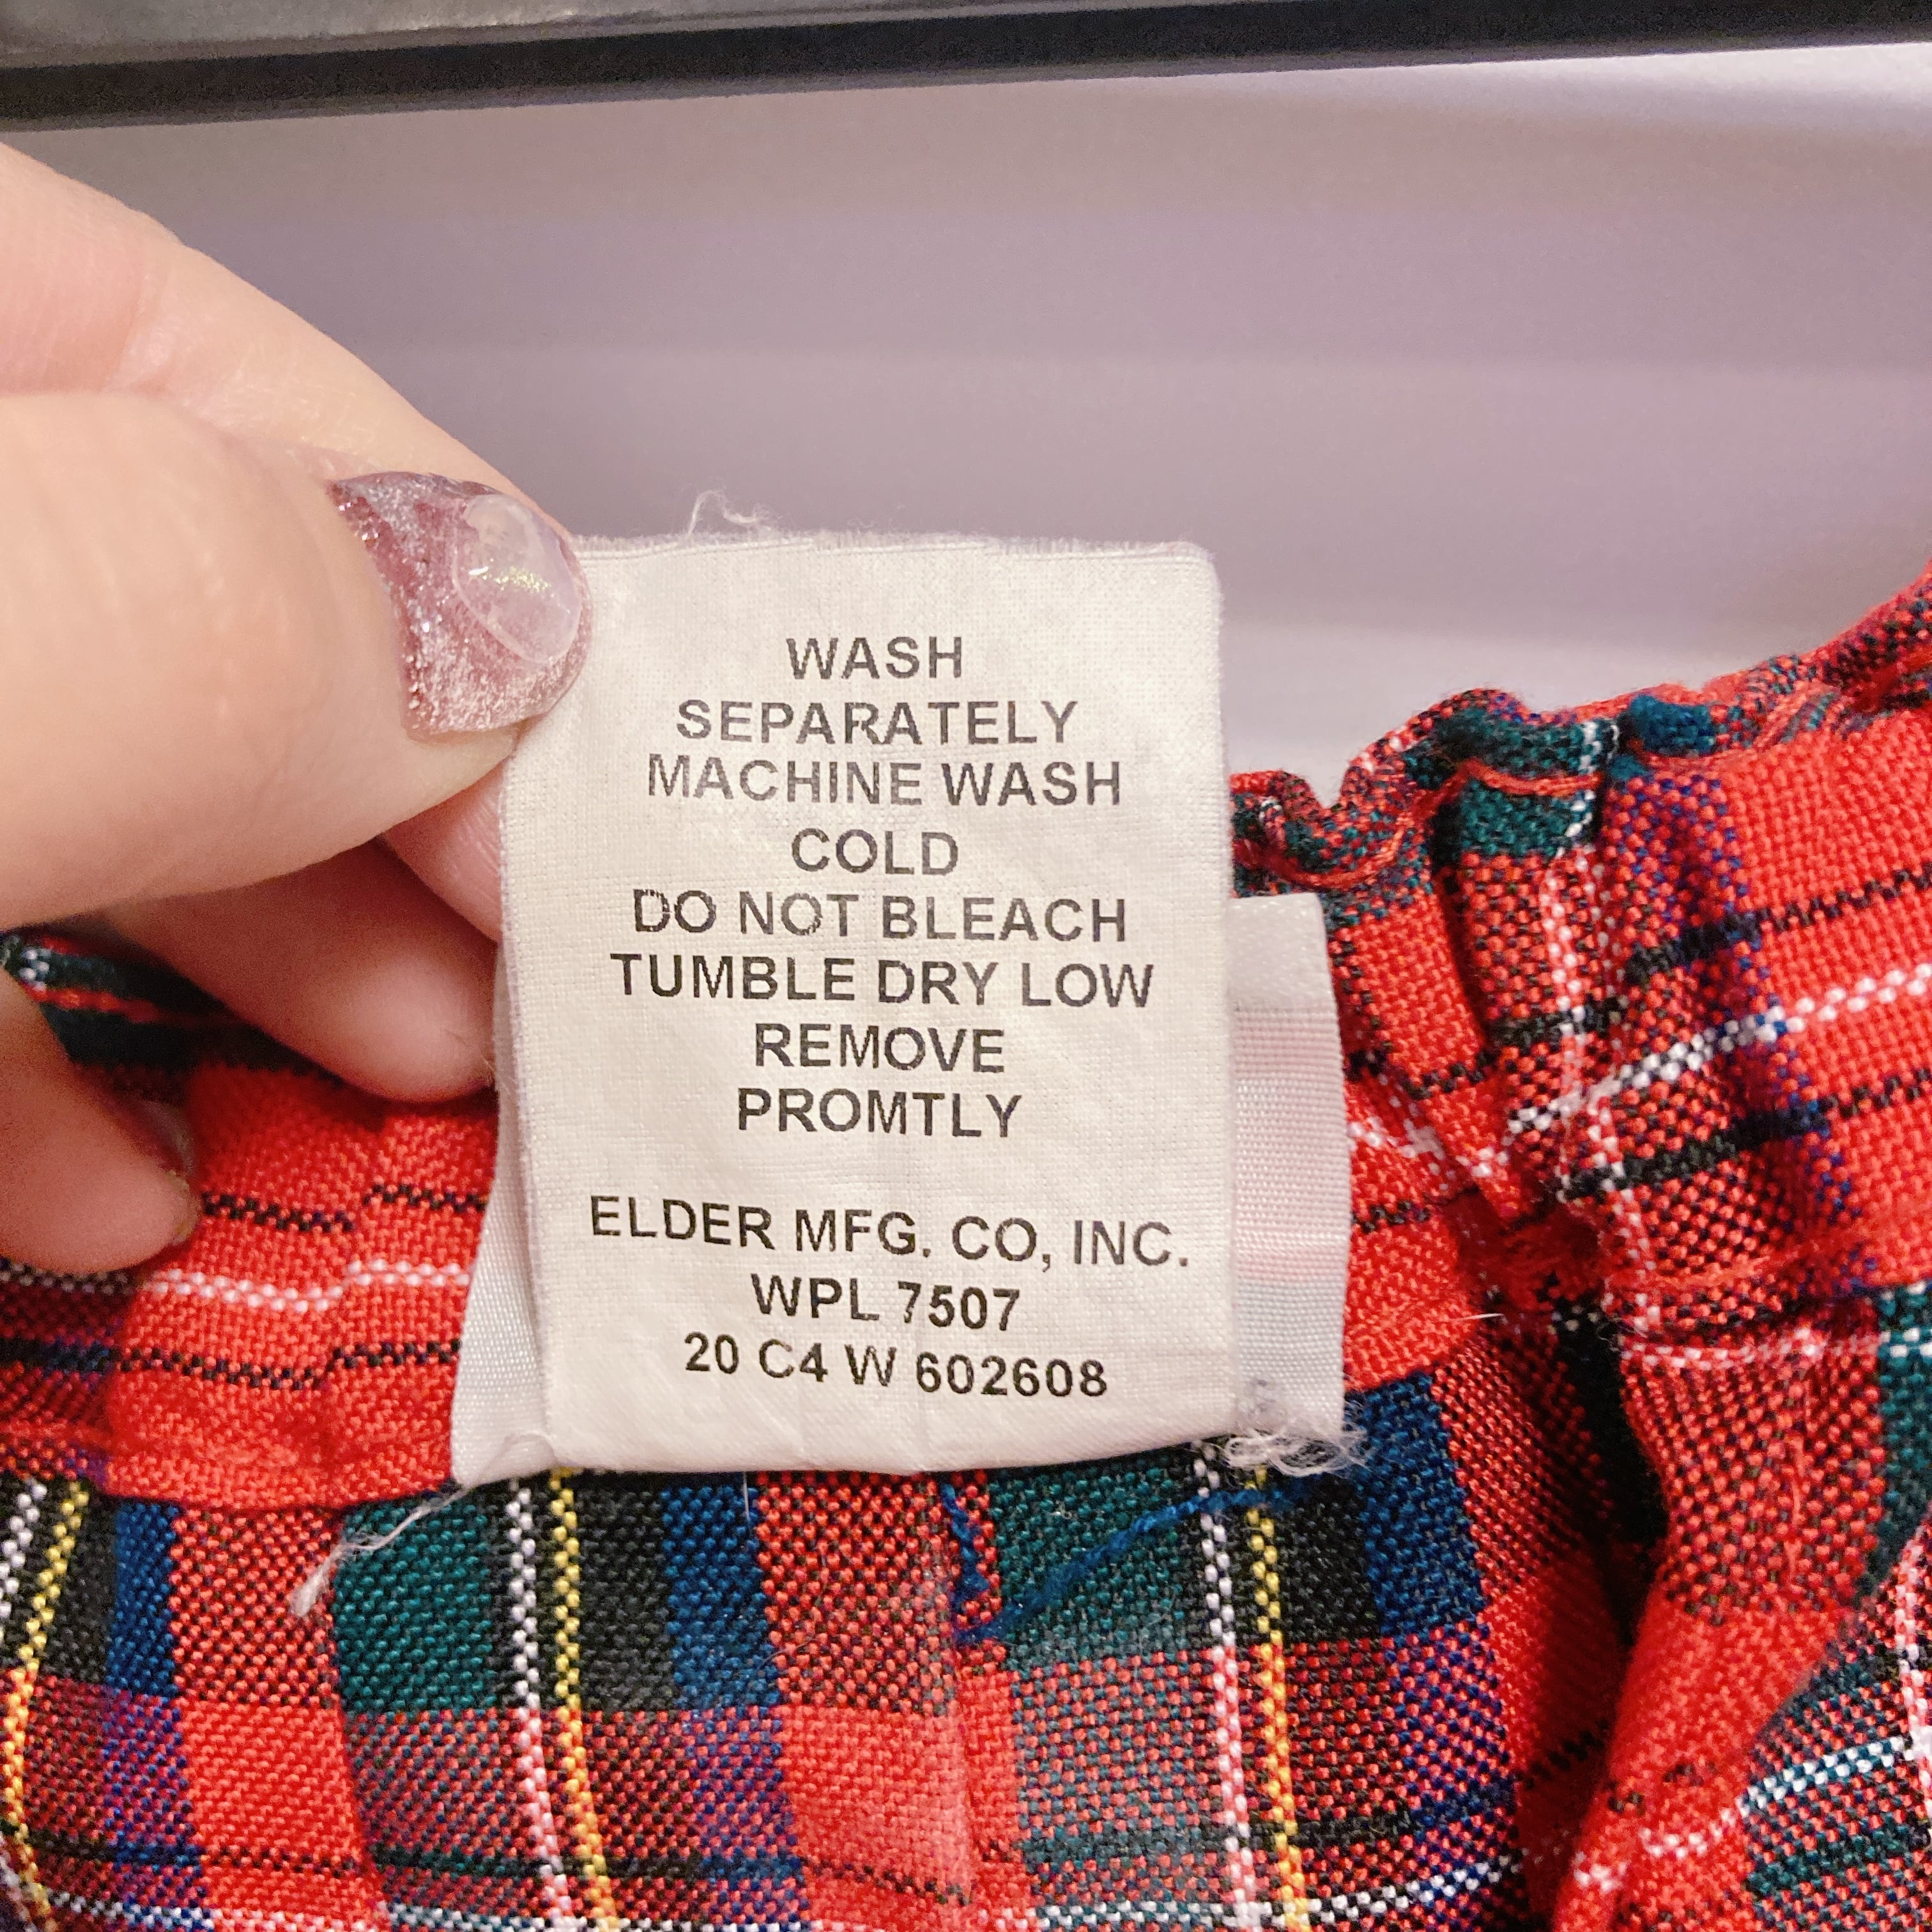 WASH
SEPARATELY
MACHINE WASH
COLD
DO NOT BLEACH
TUMBLE DRY LOW
REMOVE
PROMTLY
ELDER MFG. CO, INC.
WPL 7507
20 C4 W 602608